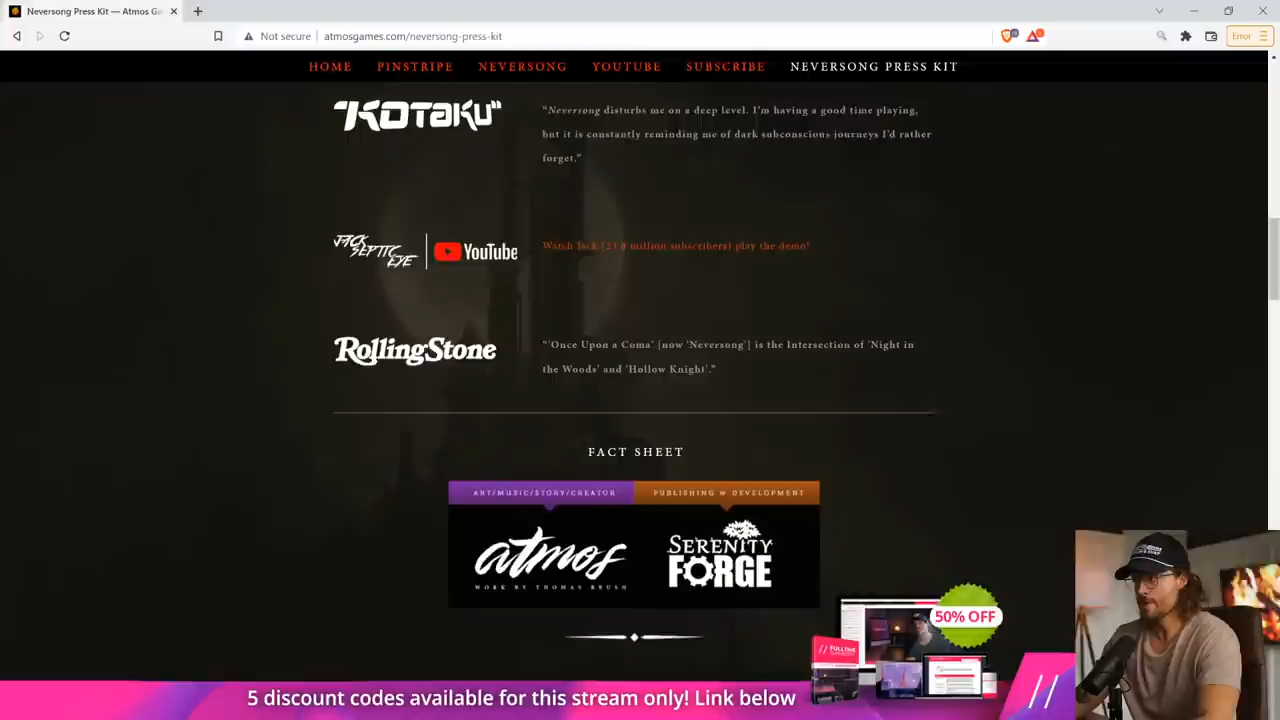 Neversong Press Kit — Atmos Ga
Not secure
atmosgames.com/neversong-press-kit
Error
HOME PINSTRIPE NEVERSONG YOUTUBE SUBSCRIBE NEVERSONG PRESS KIT
"KOTAKU"
“Neversong disturbs me on a deep level. I’m having a good time playing,
but it is constantly reminding me of dark subconscious journeys I’d rather
forget.”
JACK SEPTIC EYE
YouTube
Watch Jack (23.8 million subscribers) play the demo!
RollingStone
“‘Once Upon a Coma’ [now ‘Neversong’] is the Intersection of ‘Night in
the Woods’ and ‘Hollow Knight’.”
FACT SHEET
ART/MUSIC/STORY/CREATOR
PUBLISHING & DEVELOPMENT
atmos
WORK BY THOMAS BRUSH
SERENITY
FORGE
50% OFF
// FULLTIME
5 discount codes available for this stream only! Link below
//